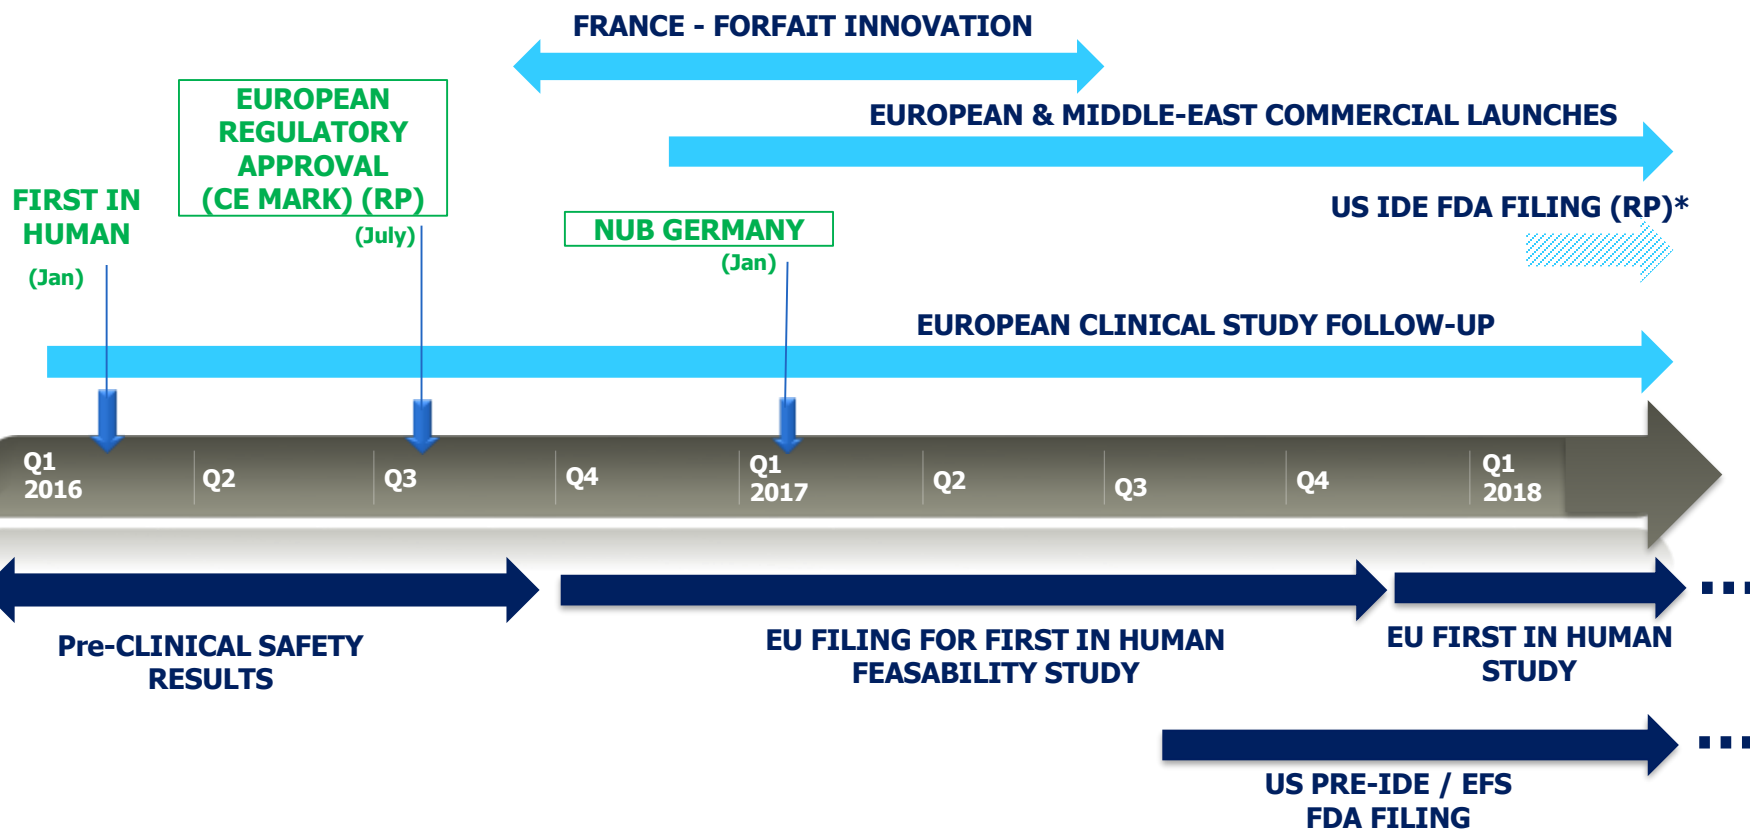 FRANCE - FORFAIT INNOVATION
EUROPEAN
REGULATORY
APPROVAL
(CE MARK) (RP)
(July)
EUROPEAN & MIDDLE-EAST COMMERCIAL LAUNCHES
FIRST IN
HUMAN
(Jan)
US IDE FDA FILING (RP)*
NUB GERMANY
(Jan)
EUROPEAN CLINICAL STUDY FOLLOW-UP
Q1
2016
Q2
Q3
Q4
Q1
2017
Q2
Q3
Q4
Q1
2018
Pre-CLINICAL SAFETY
RESULTS
EU FILING FOR FIRST IN HUMAN
FEASABILITY STUDY
EU FIRST IN HUMAN
STUDY
US PRE-IDE / EFS
FDA FILING